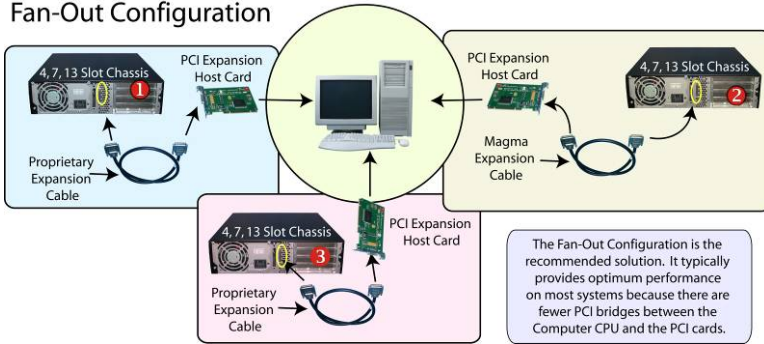 Fan-Out Configuration
4, 7, 13 Slot Chassis
1
PCI Expansion
Host Card
Proprietary
Expansion
Cable
PCI Expansion
Host Card
4, 7, 13 Slot Chassis
2
Magma
Expansion
Cable
4, 7, 13 Slot Chassis
3
PCI Expansion
Host Card
Proprietary
Expansion
Cable
The Fan-Out Configuration is the
recommended solution. It typically
provides optimum performance
on most systems because there are
fewer PCI bridges between the
Computer CPU and the PCI cards.